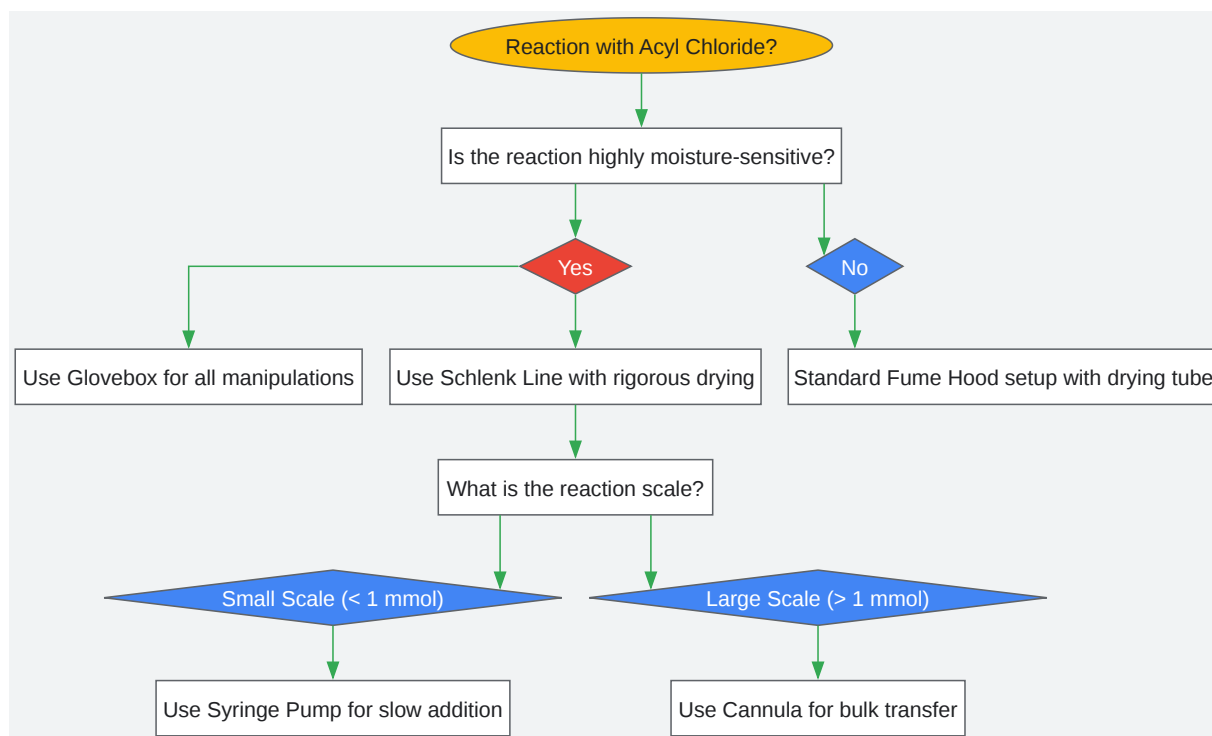 Reaction with Acyl Chloride?
Is the reaction highly moisture-sensitive?
Yes
No
Use Glovebox for all manipulations
Use Schlenk Line with rigorous drying
Standard Fume Hood setup with drying tube
What is the reaction scale?
Small Scale (< 1 mmol)
Large Scale (> 1 mmol)
Use Syringe Pump for slow addition
Use Cannula for bulk transfer